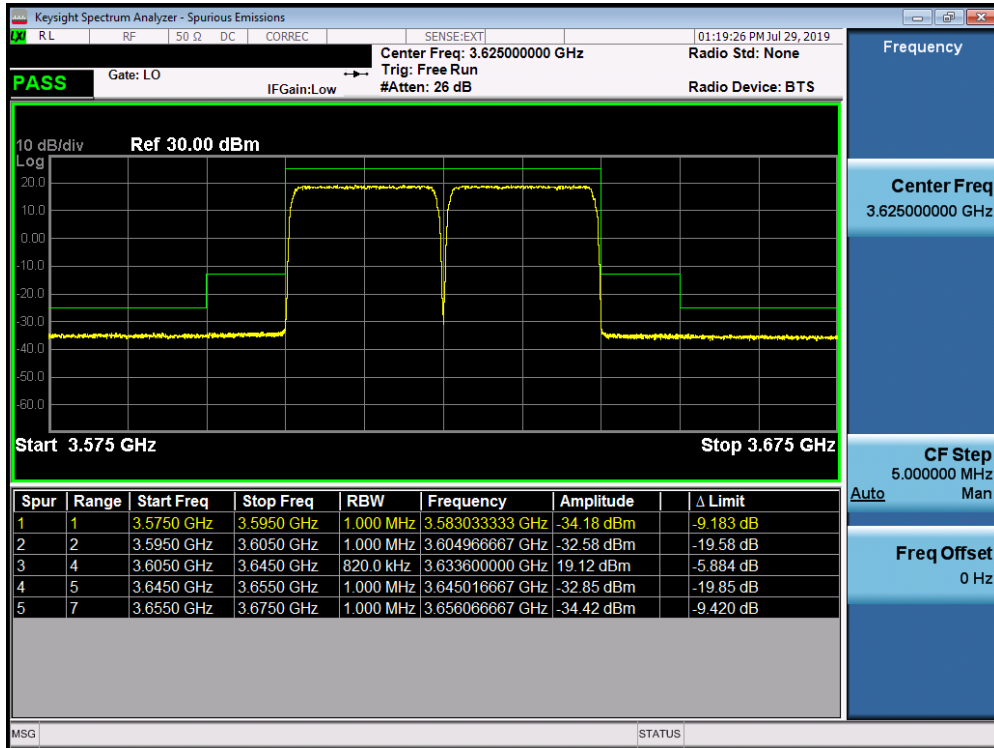 Keysight Spectrum Analyzer - Spurious Emissions
LXI RL RF 50 Ω DC CORREC SENSE:EXT 01:19:26 PM Jul 29, 2019
Center Freq: 3.625000000 GHz Radio Std: None
PASS Gate: LO Trig: Free Run
IFGain:Low #Atten: 26 dB Radio Device: BTS
10 dB/div Ref 30.00 dBm
Log
20.0
10.0
0.00
-10.0
-20.0
-30.0
-40.0
-50.0
-60.0
Start 3.575 GHz Stop 3.675 GHz
Spur Range Start Freq Stop Freq RBW Frequency Amplitude Δ Limit
1 1 3.5750 GHz 3.5950 GHz 1.000 MHz 3.583033333 GHz -34.18 dBm -9.183 dB
2 2 3.5950 GHz 3.6050 GHz 1.000 MHz 3.604966667 GHz -32.58 dBm -19.58 dB
3 4 3.6050 GHz 3.6450 GHz 820.0 kHz 3.633600000 GHz 19.12 dBm -5.884 dB
4 5 3.6450 GHz 3.6550 GHz 1.000 MHz 3.645016667 GHz -32.85 dBm -19.85 dB
5 7 3.6550 GHz 3.6750 GHz 1.000 MHz 3.656066667 GHz -34.42 dBm -9.420 dB
MSG STATUS
Frequency
Center Freq
3.625000000 GHz
CF Step
5.000000 MHz
Auto Man
Freq Offset
0 Hz